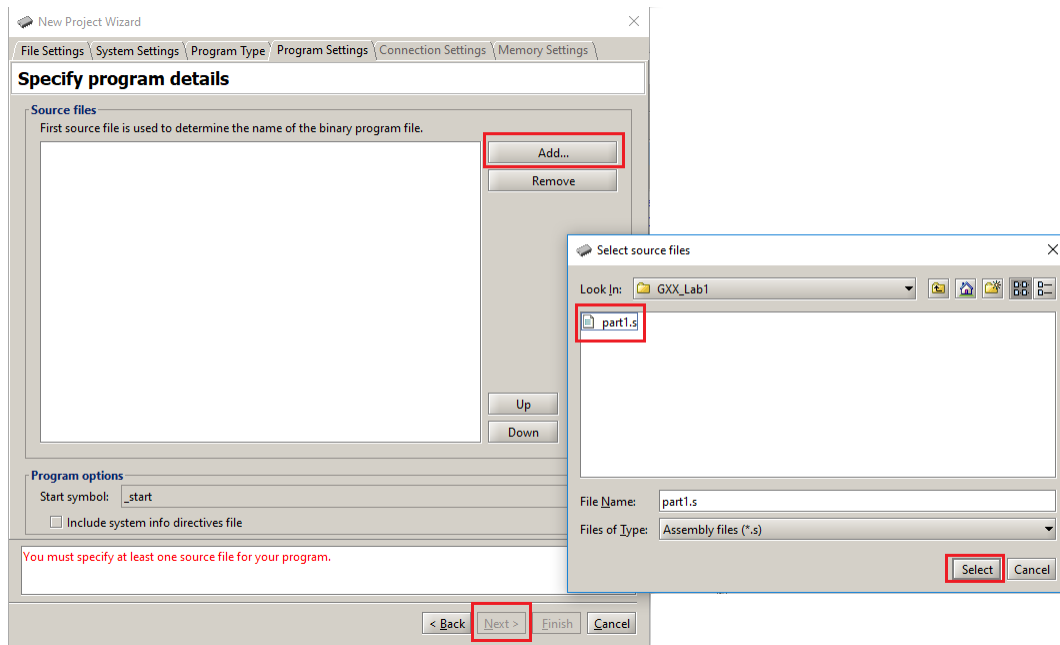 New Project Wizard
File Settings System Settings Program Type Program Settings Connection Settings Memory Settings
Specify program details
Source files
First source file is used to determine the name of the binary program file.
Add...
Remove
Up
Down
Program options
Start symbol: _start
Include system info directives file
You must specify at least one source file for your program.
< Back Next > Finish Cancel
Select source files
Look In: GXX_Lab1
part1.s
File Name: part1.s
Files of Type: Assembly files (*.s)
Select Cancel